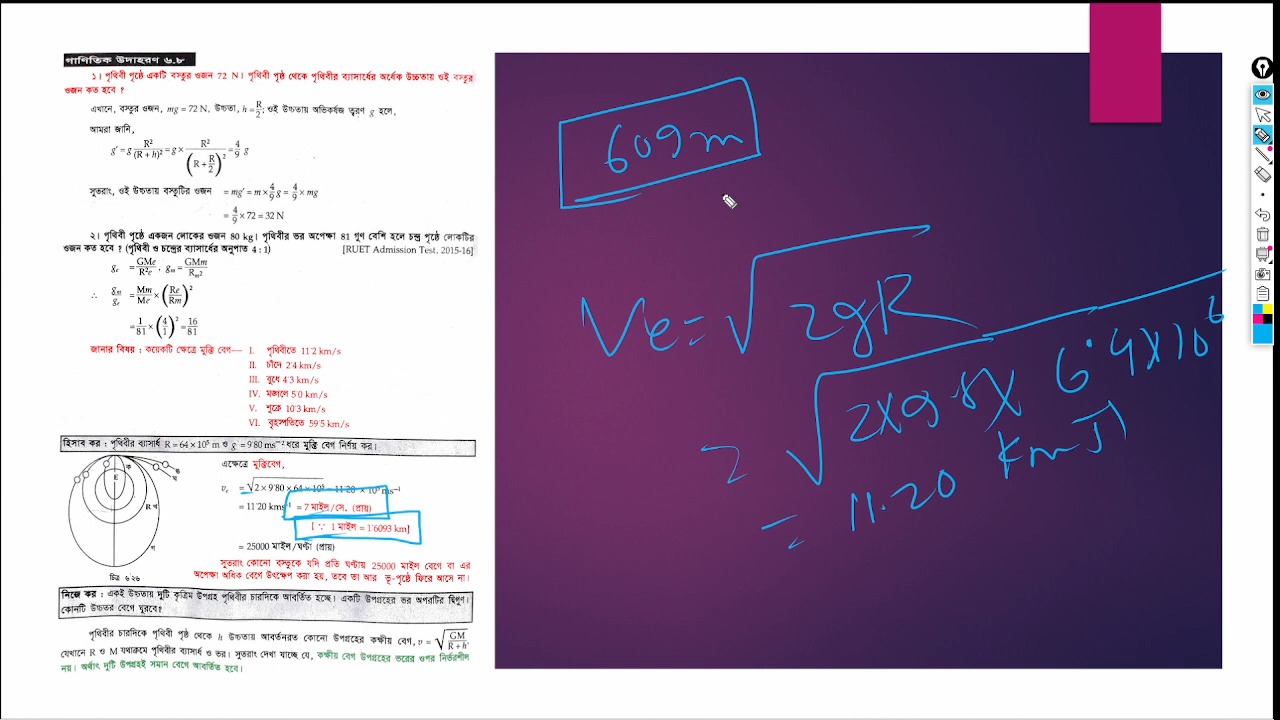 গাণিতিক উদাহরণ ৬.৮
১। পৃথিবী পৃষ্ঠে একটি বস্তুর ওজন 72 N। পৃথিবী পৃষ্ঠ থেকে পৃথিবীর ব্যাসার্ধের অর্ধেক উচ্চতায় ওই বস্তুর
ওজন কত হবে ?
এখানে, বস্তুর ওজন, mg = 72 N, উচ্চতা, h = R/2; ওই উচ্চতায় অভিকর্ষজ ত্বরণ g হলে,
আমরা জানি,
g' = g R²/(R + h)² = g × R²/(R + R/2)² = 4/9 g
সুতরাং, ওই উচ্চতায় বস্তুটির ওজন = mg' = m × 4/9 g = 4/9 × mg
= 4/9 × 72 = 32 N
২। পৃথিবী পৃষ্ঠে একজন লোকের ওজন 80 kg। পৃথিবীর ভর অপেক্ষা 81 গুণ বেশি হলে চন্দ্র পৃষ্ঠে লোকটির
ওজন কত হবে ? (পৃথিবী ও চন্দ্রের ব্যাসার্ধের অনুপাত 4 : 1) [RUET Admission Test. 2015-16]
gₑ = GMe/R²e , gₘ = GMm/Rm²
∴ gm/ge = Mm/Me × (Re/Rm)²
= 1/81 × (4/1)² = 16/81
জানার বিষয় : কয়েকটি ক্ষেত্রে মুক্তি বেগ— I. পৃথিবীতে 11·2 km/s
II. চাঁদে 2·4 km/s
III. বুধে 4·3 km/s
IV. মঙ্গলে 5·0 km/s
V. শুক্রে 10·3 km/s
VI. বৃহস্পতিতে 59·5 km/s
হিসাব কর : পৃথিবীর ব্যাসার্ধ R = 64 × 10⁵ m ও g = 9·80 ms⁻² ধরে মুক্তি বেগ নির্ণয় কর।
এক্ষেত্রে মুক্তিবেগ,
vₑ = √2 × 9·80 × 64 × 10⁵ = 11·20 × 10³ ms⁻¹
= 11·20 kms⁻¹ = 7 মাইল/সে. (প্রায়)
[ ∵ 1 মাইল = 1·6093 km]
= 25000 মাইল/ঘণ্টা (প্রায়)
সুতরাং কোনো বস্তুকে যদি প্রতি ঘণ্টায় 25000 মাইল বেগে বা এর
অপেক্ষা অধিক বেগে উৎক্ষেপ করা হয়, তবে তা আর ভূ-পৃষ্ঠে ফিরে আসে না।
ক
E
R খ
ঙ
ঘ
গ
চিত্র ৬·২৬
নিজে কর : একই উচ্চতায় দুটি কৃত্রিম উপগ্রহ পৃথিবীর চারদিকে আবর্তিত হচ্ছে। একটি উপগ্রহের ভর অপরটির দ্বিগুণ।
কোনটি উচ্চতর বেগে ঘুরবে?
পৃথিবীর চারদিকে পৃথিবী পৃষ্ঠ থেকে h উচ্চতায় আবর্তনরত কোনো উপগ্রহের কক্ষীয় বেগ, v = √GM/R + h'
যেখানে R ও M যথাক্রমে পৃথিবীর ব্যাসার্ধ ও ভর। সুতরাং দেখা যাচ্ছে যে, কক্ষীয় বেগ উপগ্রহের ভরের ওপর নির্ভরশীল
নয়। অর্থাৎ দুটি উপগ্রহই সমান বেগে আবর্তিত হবে।
609 m
Ve = √2gR
= √2×9.8× 6.4×10⁶
= 11.20 km